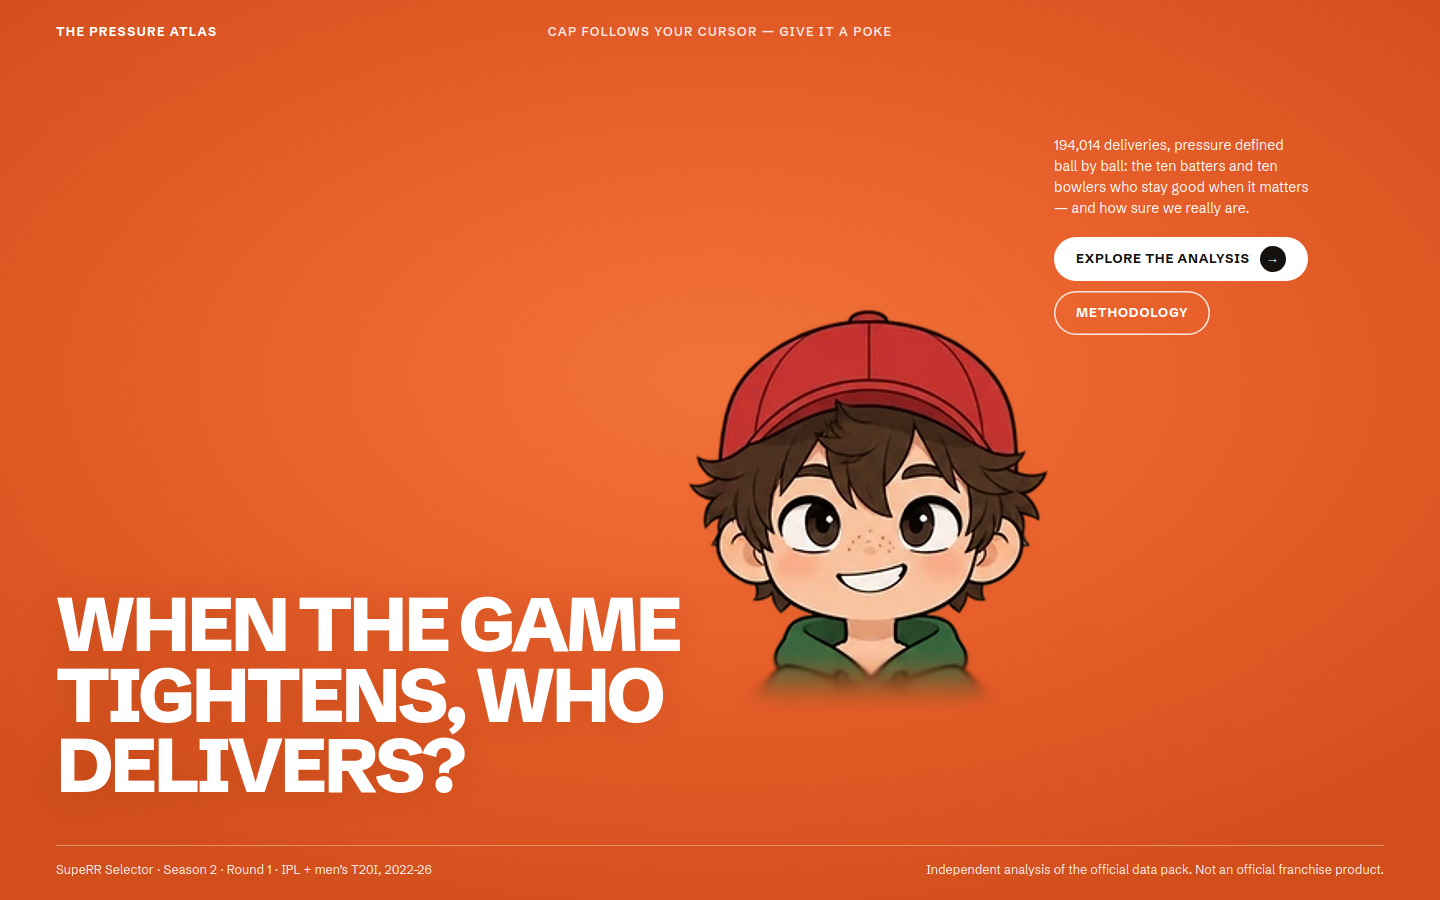 THE PRESSURE ATLAS
CAP FOLLOWS YOUR CURSOR — GIVE IT A POKE
194,014 deliveries, pressure defined
ball by ball: the ten batters and ten
bowlers who stay good when it matters
— and how sure we really are.
EXPLORE THE ANALYSIS →
METHODOLOGY
WHEN THE GAME
TIGHTENS, WHO
DELIVERS?
SupeRR Selector · Season 2 · Round 1 · IPL + men's T20I, 2022–26
Independent analysis of the official data pack. Not an official franchise product.